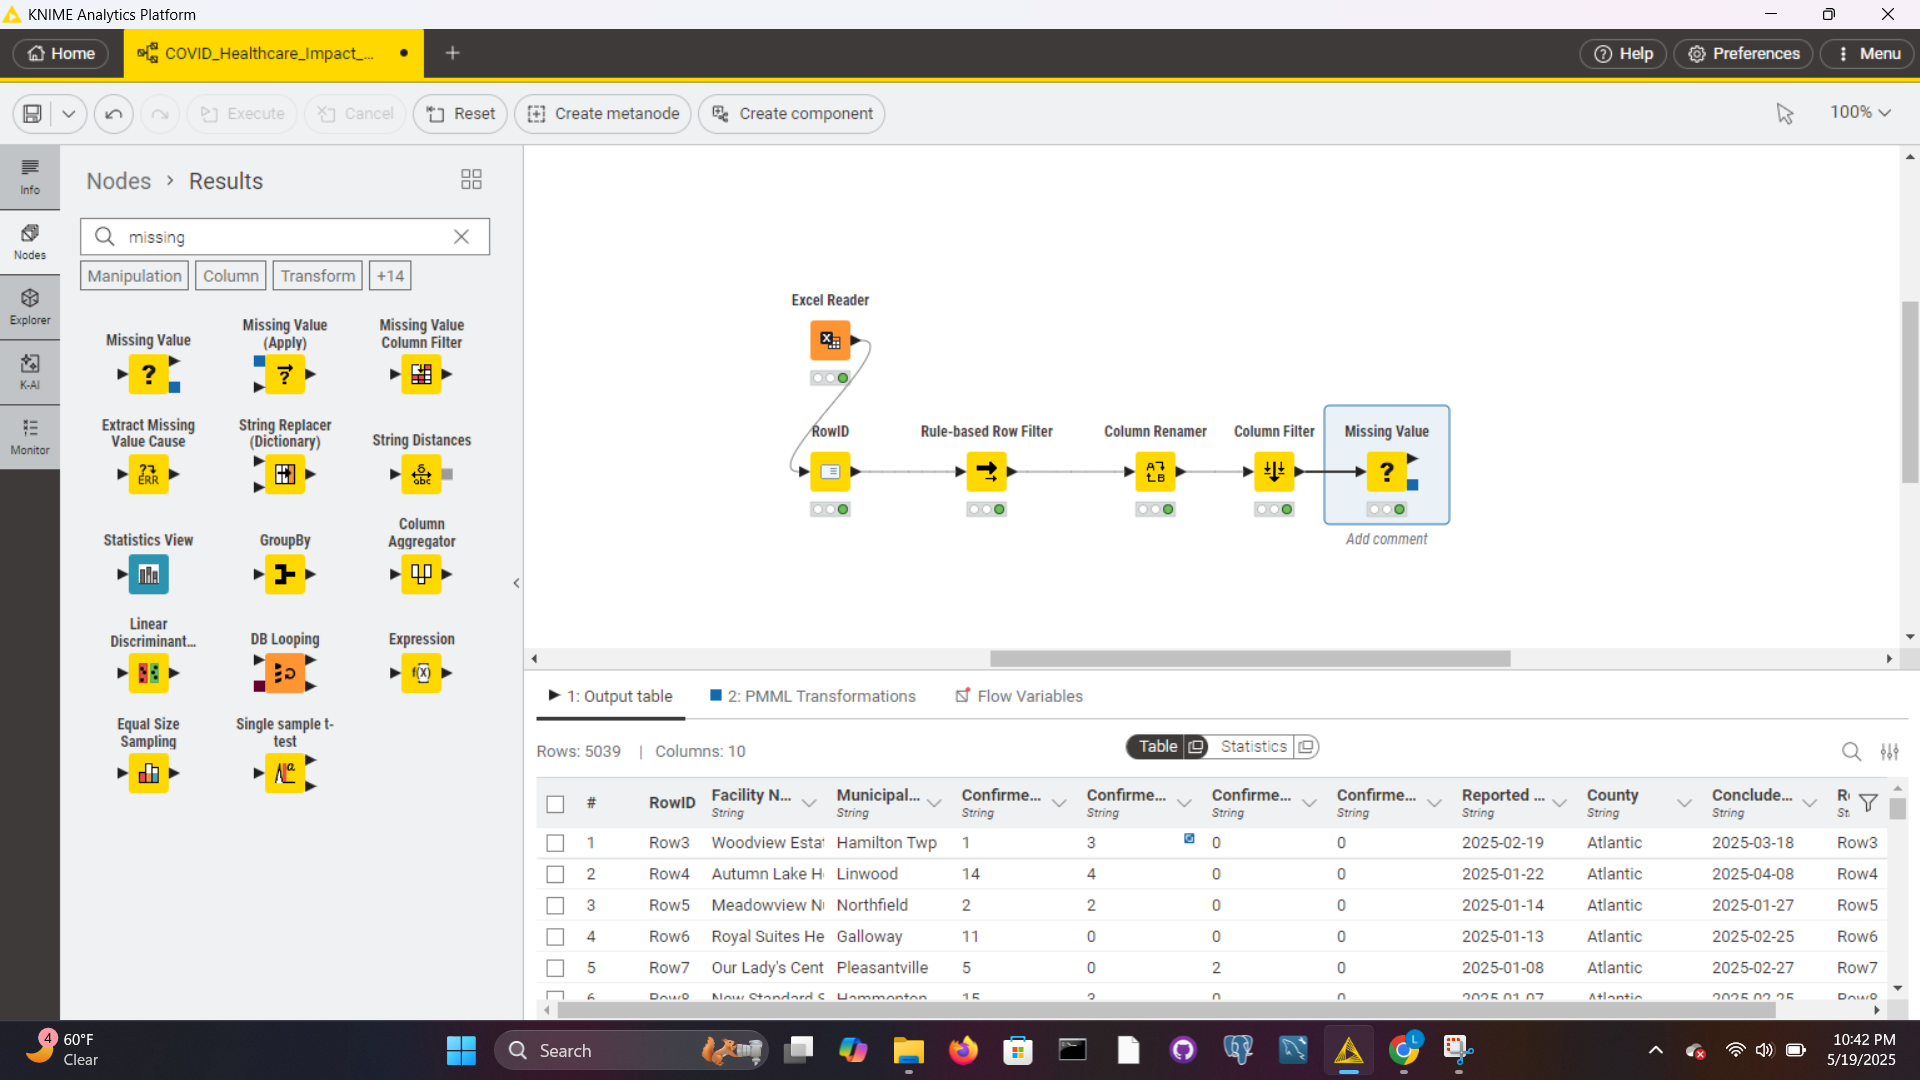 KNIME Analytics Platform
Home
COVID_Healthcare_Impact_...
Help
Preferences
Menu
Execute
Cancel
Reset
Create metanode
Create component
100%
Info
Nodes
Explorer
K-AI
Monitor
Nodes > Results
missing
Manipulation
Column
Transform
+14
Missing Value
Missing Value
(Apply)
Missing Value
Column Filter
Extract Missing
Value Cause
String Replacer
(Dictionary)
String Distances
Statistics View
GroupBy
Column
Aggregator
Linear
Discriminant...
DB Looping
Expression
Equal Size
Sampling
Single sample t-
test
Excel Reader
RowID
Rule-based Row Filter
Column Renamer
Column Filter
Missing Value
Add comment
1: Output table
2: PMML Transformations
Flow Variables
Rows: 5039 | Columns: 10
Table
Statistics
# RowID Facility N... Municipal... Confirme... Confirme... Confirme... Confirme... Reported ... County Conclude...
String String String String String String String String String
1 Row3 Woodview Estat Hamilton Twp 1 3 0 0 2025-02-19 Atlantic 2025-03-18 Row3
2 Row4 Autumn Lake H Linwood 14 4 0 0 2025-01-22 Atlantic 2025-04-08 Row4
3 Row5 Meadowview N Northfield 2 2 0 0 2025-01-14 Atlantic 2025-01-27 Row5
4 Row6 Royal Suites He Galloway 11 0 0 0 2025-01-13 Atlantic 2025-02-25 Row6
5 Row7 Our Lady's Cent Pleasantville 5 0 2 0 2025-01-08 Atlantic 2025-02-27 Row7
6 Row8 New Standard S Hammonton 15 3 0 0 2025-01-07 Atlantic 2025-02-25 Row8
4
60°F
Clear
Search
L
10:42 PM
5/19/2025